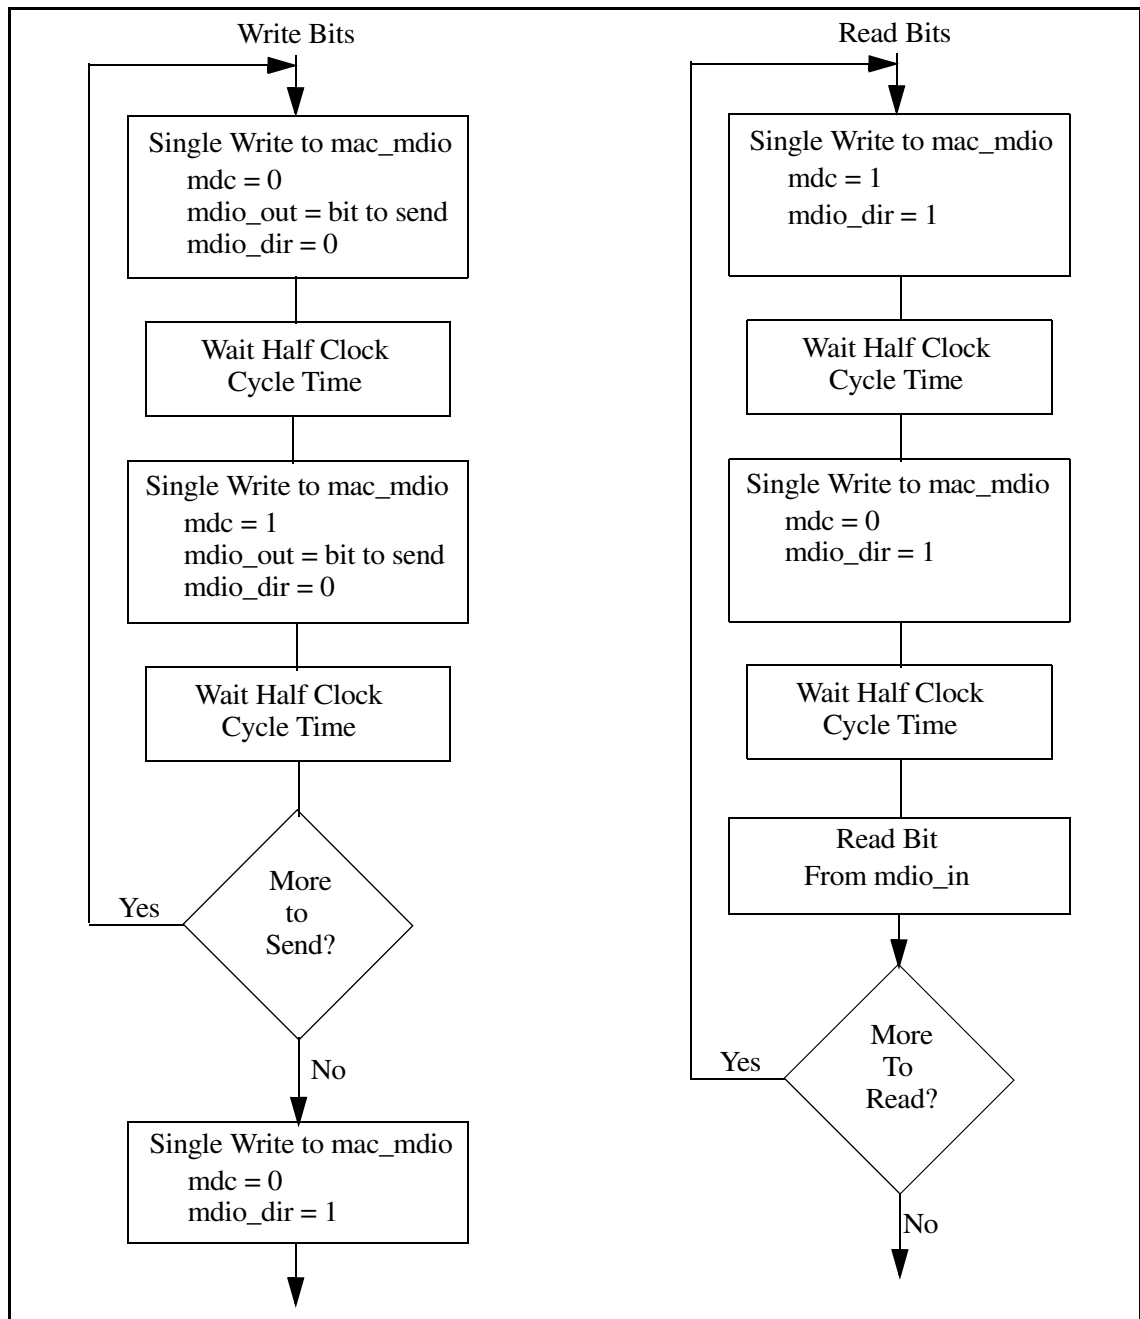 Write Bits
Single Write to mac_mdio
mdc = 0
mdio_out = bit to send
mdio_dir = 0
Wait Half Clock
Cycle Time
Single Write to mac_mdio
mdc = 1
mdio_out = bit to send
mdio_dir = 0
Wait Half Clock
Cycle Time
More
to
Send?
Yes
No
Single Write to mac_mdio
mdc = 0
mdio_dir = 1
Read Bits
Single Write to mac_mdio
mdc = 1
mdio_dir = 1
Wait Half Clock
Cycle Time
Single Write to mac_mdio
mdc = 0
mdio_dir = 1
Wait Half Clock
Cycle Time
Read Bit
From mdio_in
More
To
Read?
Yes
No